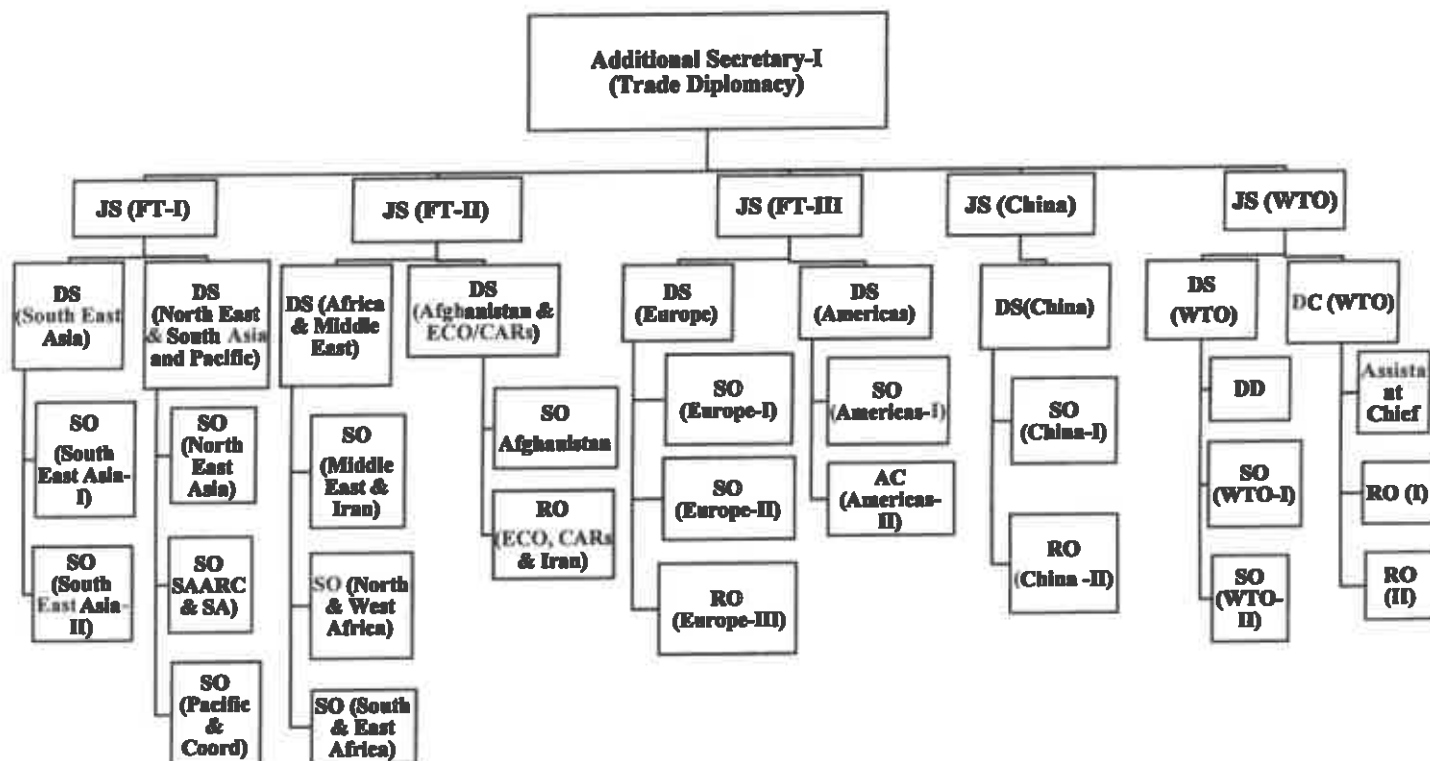 Additional Secretary-I
(Trade Diplomacy)
JS (FT-I)
JS (FT-II)
JS (FT-III
JS (China)
JS (WTO)
DS
(South East
Asia)
DS
(North East
& South Asia
and Pacific)
DS (Africa
& Middle
East)
DS
(Afghanistan &
ECO/CARs)
DS
(Europe)
DS
(Americas)
DS(China)
DS
(WTO)
DC (WTO)
SO
(South
East Asia-
I)
SO
(South
East Asia-
II)
SO
(North
East
Asia)
SO
SAARC
& SA)
SO
(Pacific
&
Coord)
SO
(Middle
East &
Iran)
SO (North
& West
Africa)
SO (South
& East
Africa)
SO
Afghanistan
RO
(ECO, CARs
& Iran)
SO
(Europe-I)
SO
(Europe-II)
RO
(Europe-III)
SO
(Americas-I)
AC
(Americas-
II)
SO
(China-I)
RO
(China -II)
DD
SO
(WTO-I)
SO
(WTO-
II)
Assista
nt
Chief
RO (I)
RO
(II)